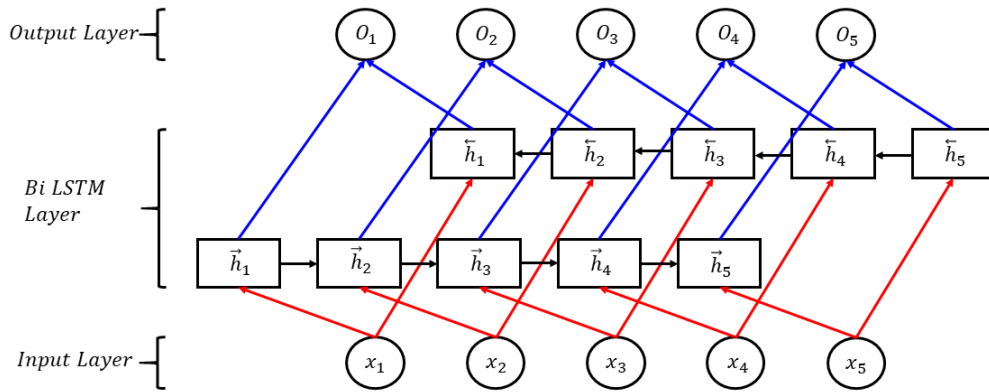 Output Layer
O₁ O₂ O₃ O₄ O₅
Bi LSTM
Layer
h⃖₁ h⃖₂ h⃖₃ h⃖₄ h⃖₅
h⃗₁ h⃗₂ h⃗₃ h⃗₄ h⃗₅
Input Layer
x₁ x₂ x₃ x₄ x₅